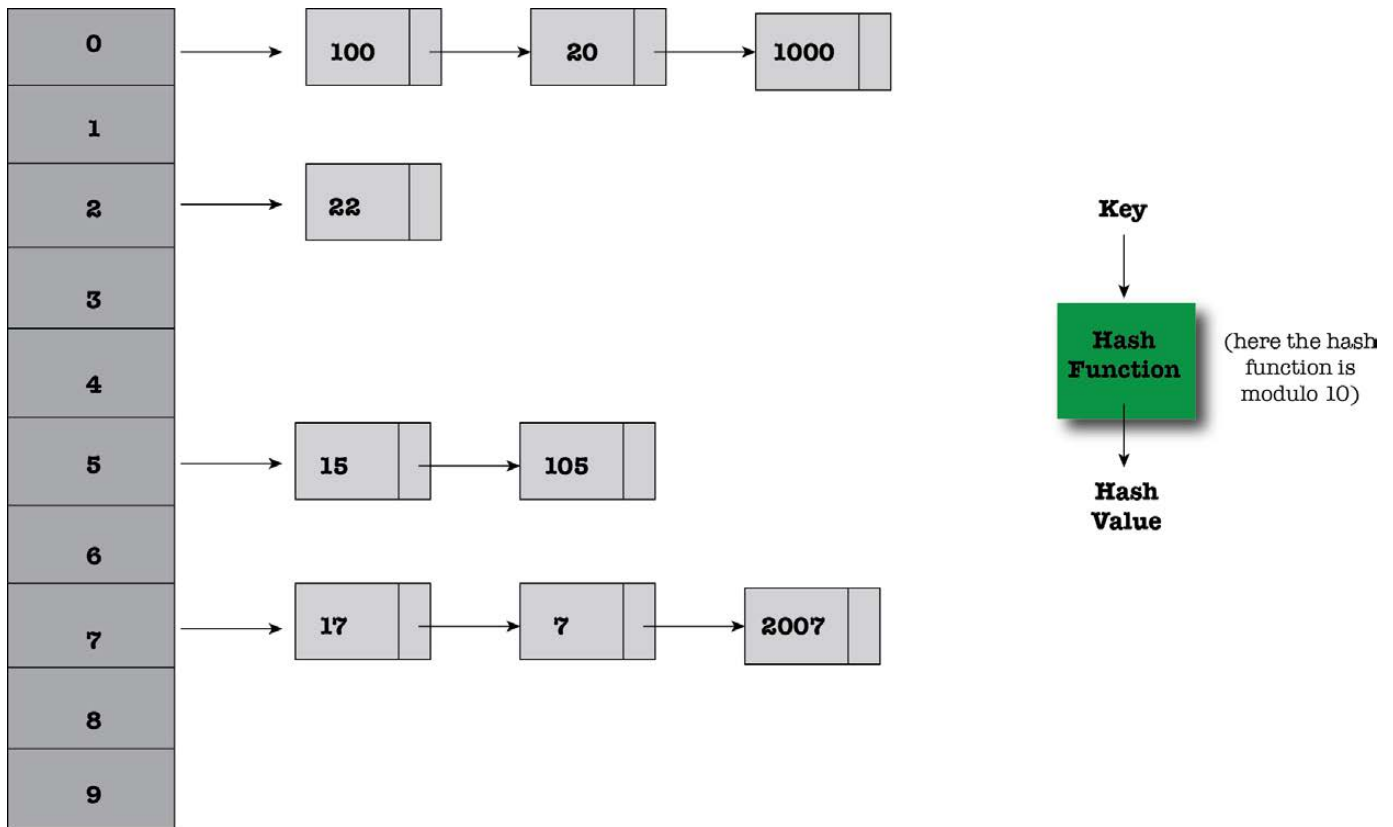 0
100
20
1000
1
2
22
3
4
5
15
105
6
7
17
7
2007
8
9
Key
Hash
Function
(here the hash
function is
modulo 10)
Hash
Value